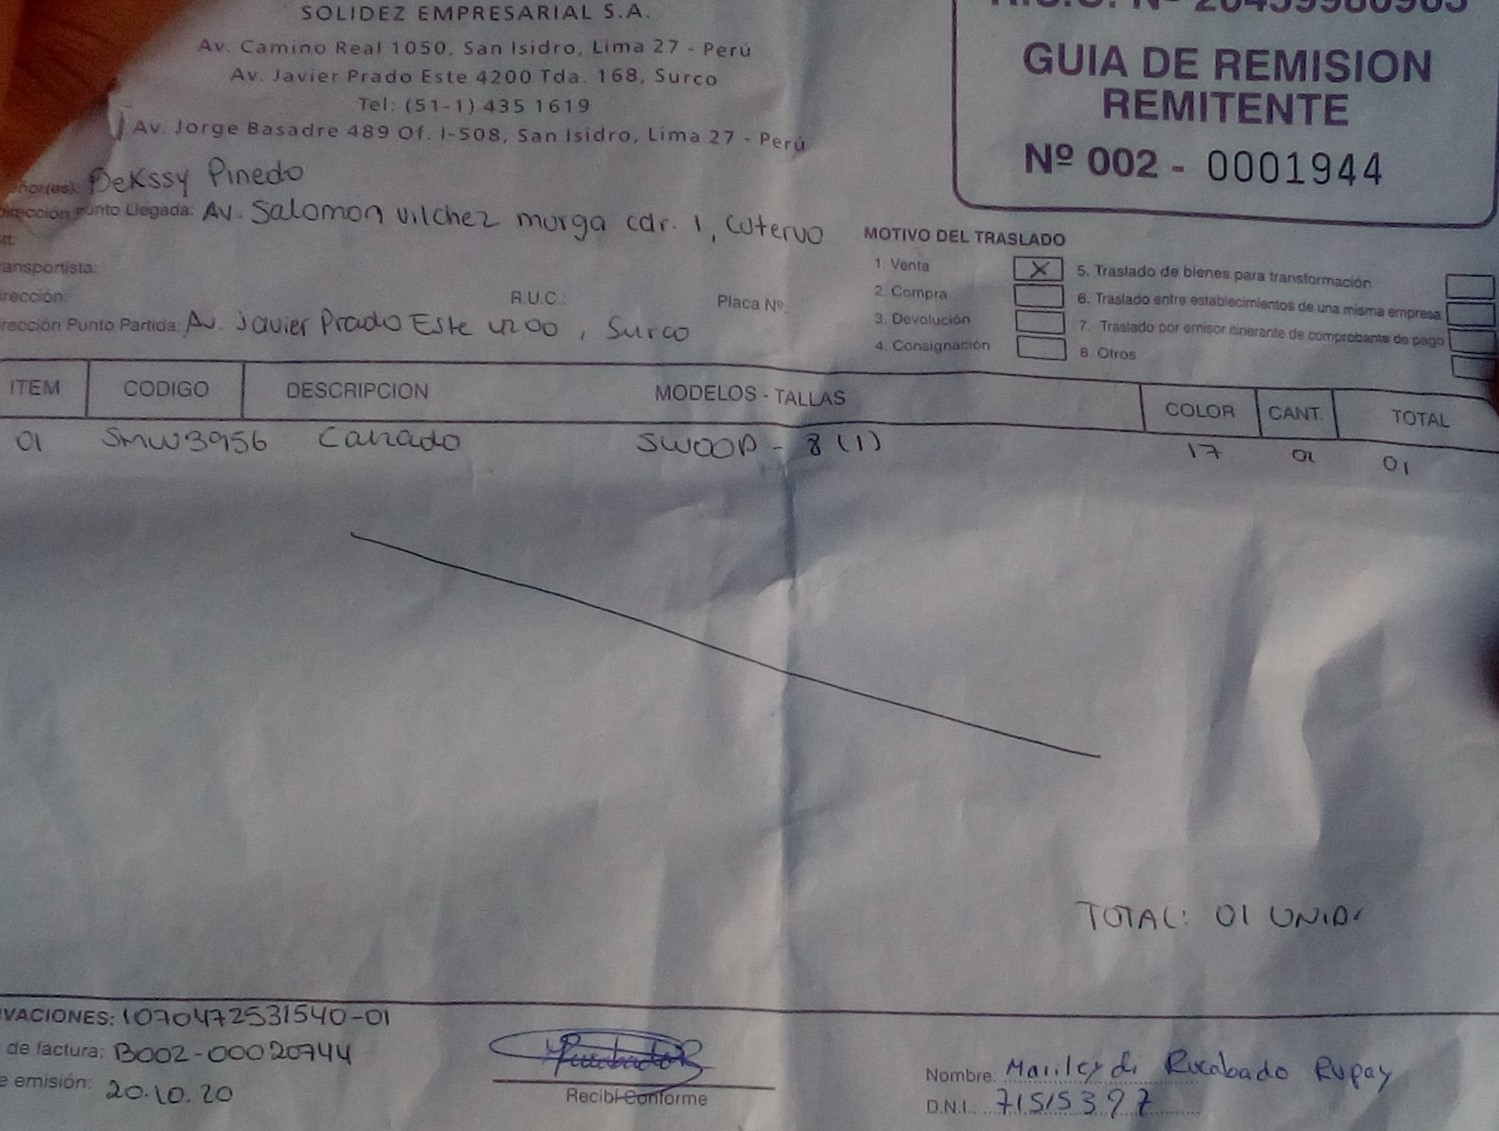 SOLIDEZ EMPRESARIAL S.A.
Av. Camino Real 1050, San Isidro, Lima 27 - Perú
Av. Javier Prado Este 4200 Tda. 168, Surco
Tel: (51-1) 435 1619
Av. Jorge Basadre 489 Of. I-508, San Isidro, Lima 27 - Perú
GUIA DE REMISION
REMITENTE
Nº 002 - 0001944
Dekssy Pinedo
Punto Llegada: Av. Salomon vilchez murga cdr. 1, Cutervo
ansportista:
rección: R.U.C.: Placa Nº:
rección Punto Partida: Av. Javier Prado Este 4200, Surco
MOTIVO DEL TRASLADO
1. Venta X
2. Compra
3. Devolución
4. Consignación
5. Traslado de bienes para transformación
6. Traslado entre establecimientos de una misma empresa
7. Traslado por emisor itinerante de comprobante de pago
8. Otros
ITEM CODIGO DESCRIPCION MODELOS - TALLAS COLOR CANT. TOTAL
01 SMW3956 Calzado SWOOP - 8 (1) 17 01 01
TOTAL: 01 UNID.
VACIONES: 1070472531540-01
de factura: B002-00020744
e emisión: 20.10.20
Recibí Conforme
Nombre: Marileydi Rucabado Rupay
D.N.I.: 71515397